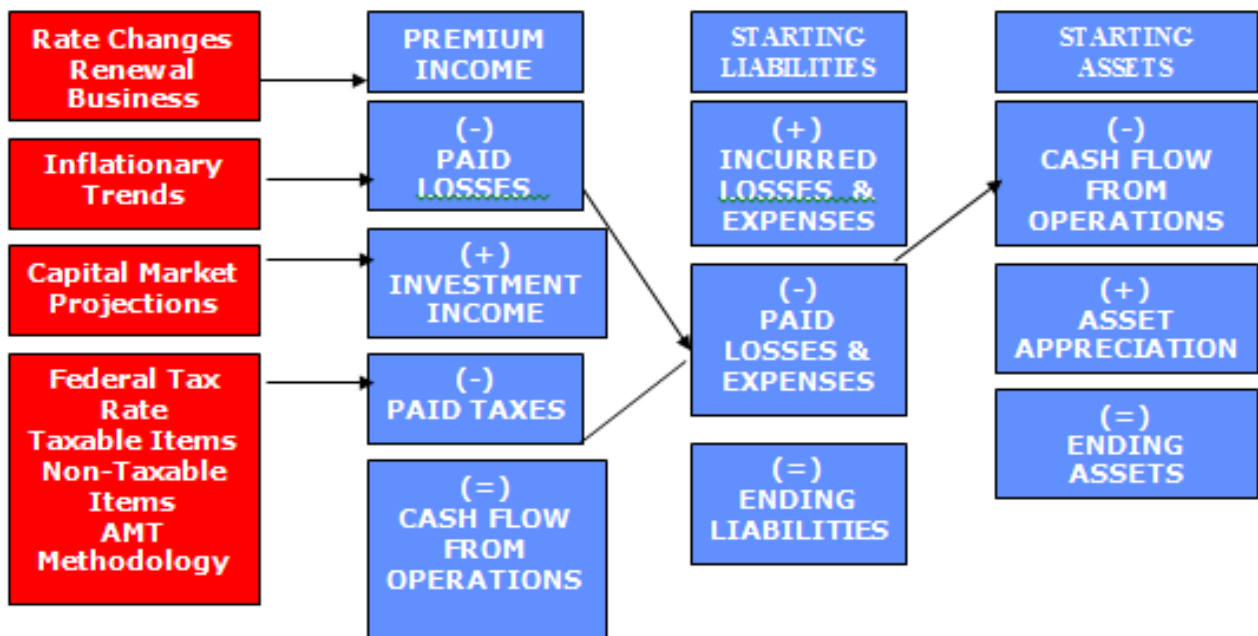 Rate Changes
Renewal
Business
Inflationary
Trends
Capital Market
Projections
Federal Tax
Rate
Taxable Items
Non-Taxable
Items
AMT
Methodology
PREMIUM
INCOME
(-)
PAID
LOSSES
(+)
INVESTMENT
INCOME
(-)
PAID TAXES
(=)
CASH FLOW
FROM
OPERATIONS
STARTING
LIABILITIES
(+)
INCURRED
LOSSES &
EXPENSES
(-)
PAID
LOSSES &
EXPENSES
(=)
ENDING
LIABILITIES
STARTING
ASSETS
(-)
CASH FLOW
FROM
OPERATIONS
(+)
ASSET
APPRECIATION
(=)
ENDING
ASSETS